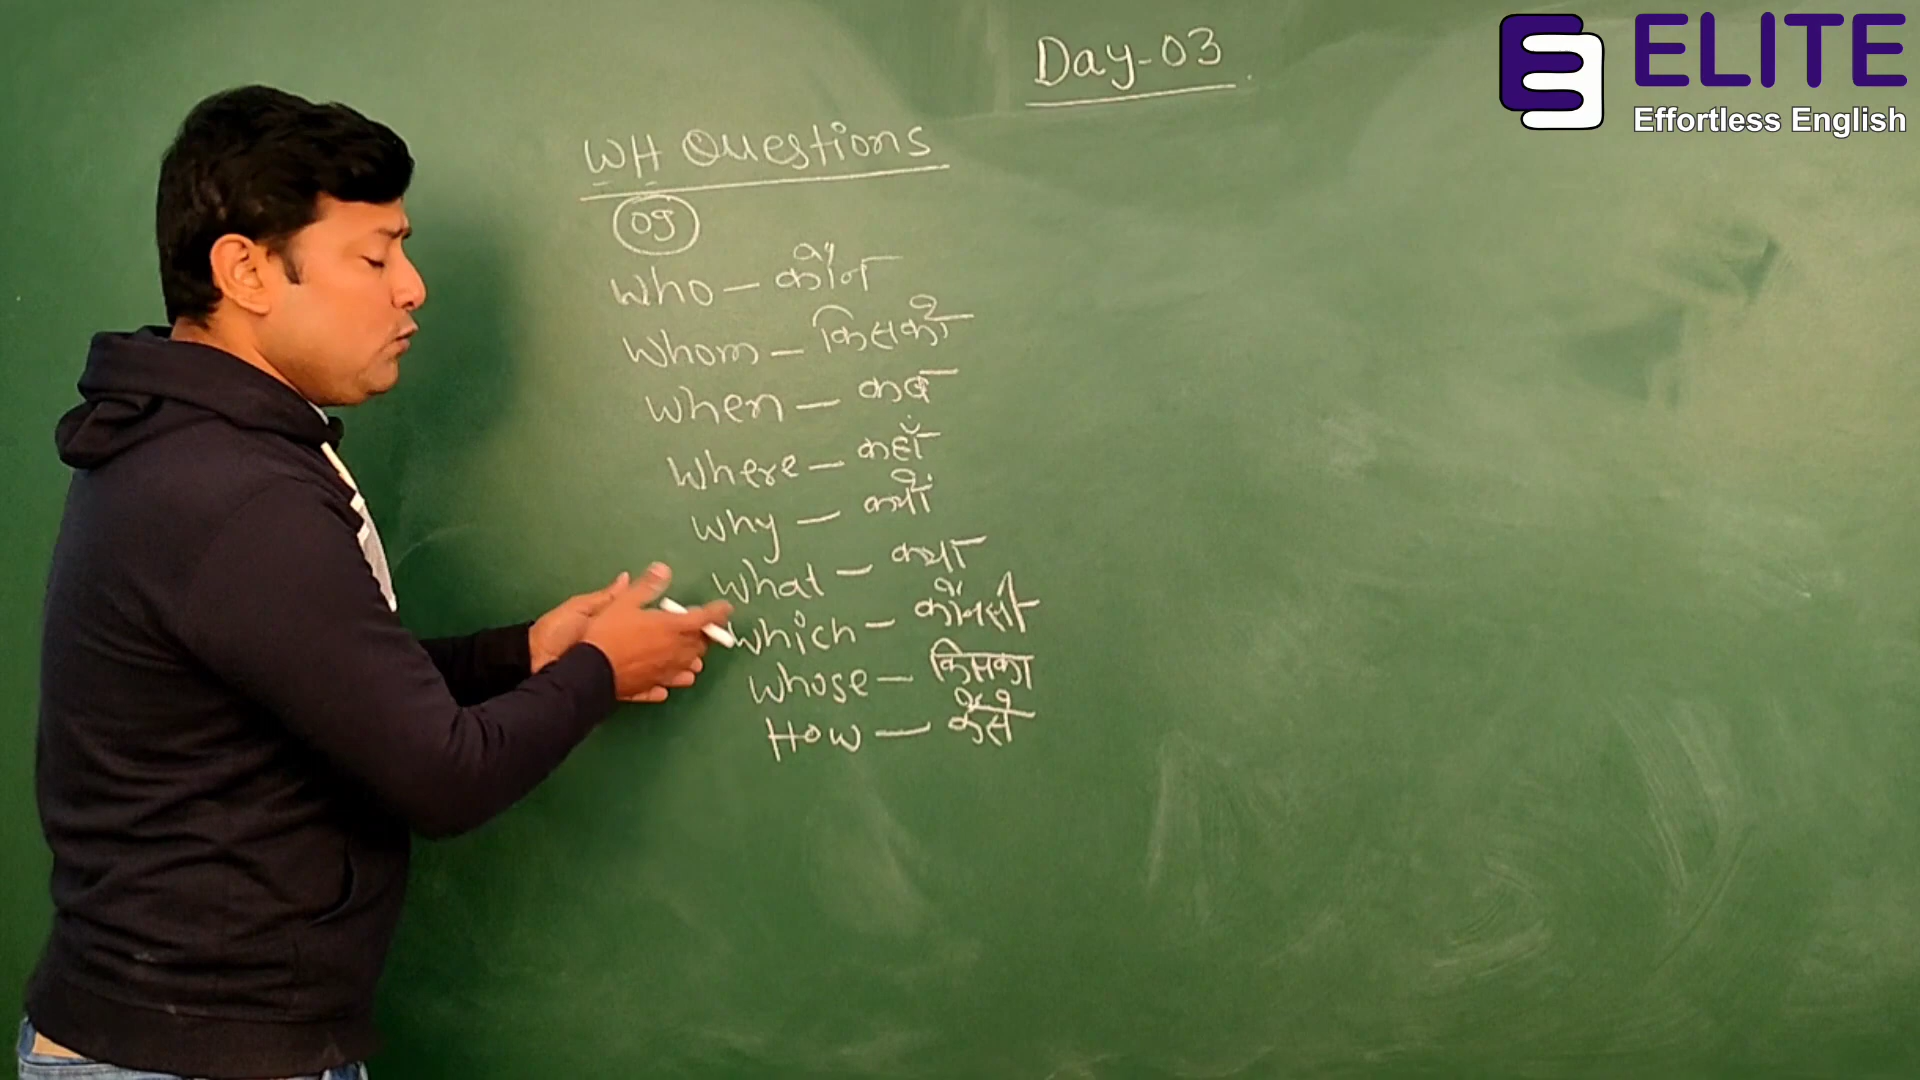 Day-03
ELITE
Effortless English
WH Questions
09
Who – कौन
Whom – किसको
When – कब
Where – कहाँ
Why – क्यों
What – क्या
Which – कौनसी
Whose – किसका
How – कैसे